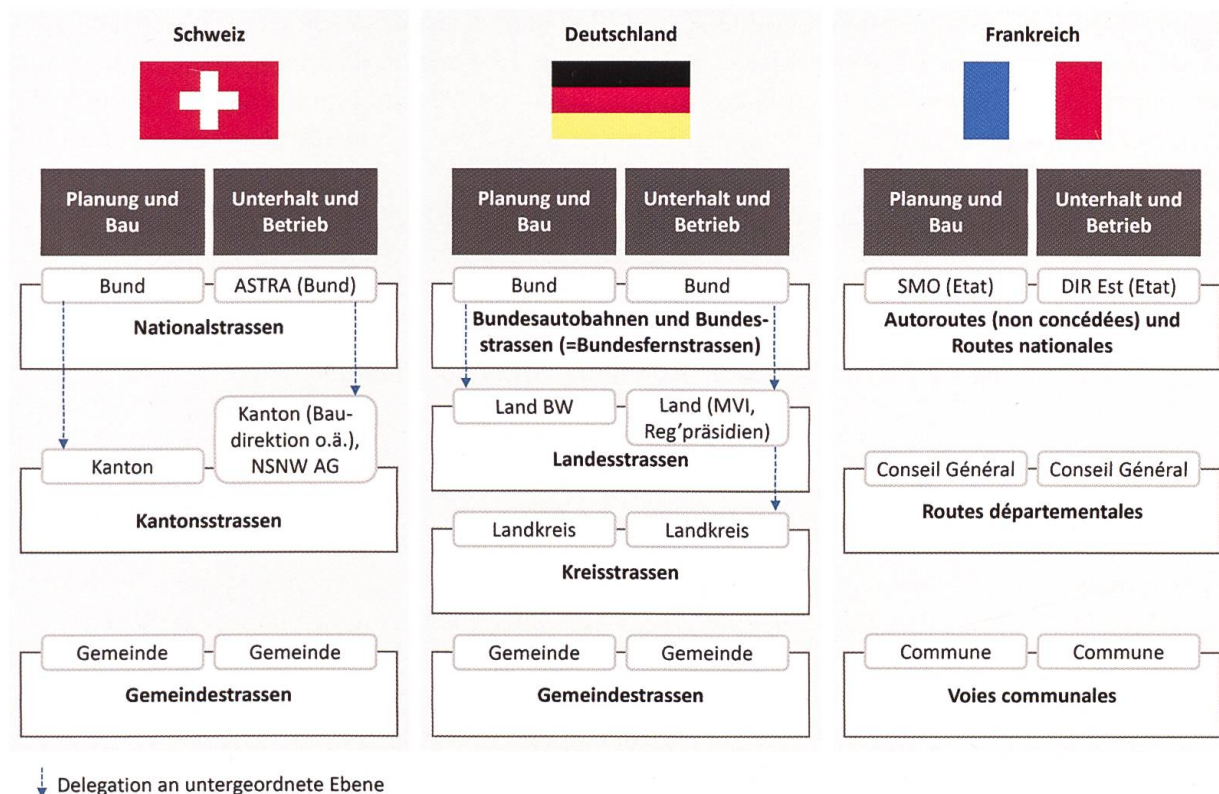 Schweiz
Planung und
Bau
Unterhalt und
Betrieb
Bund
ASTRA (Bund)
Nationalstrassen
Kanton
Kanton (Bau-
direktion o.ä.),
NSNW AG
Kantonsstrassen
Gemeinde
Gemeinde
Gemeindestrassen
Deutschland
Planung und
Bau
Unterhalt und
Betrieb
Bund
Bund
Bundesautobahnen und Bundes-
strassen (=Bundesfernstrassen)
Land BW
Land (MVI,
Reg’präsidien)
Landesstrassen
Landkreis
Landkreis
Kreisstrassen
Gemeinde
Gemeinde
Gemeindestrassen
Frankreich
Planung und
Bau
Unterhalt und
Betrieb
SMO (Etat)
DIR Est (Etat)
Autoroutes (non concédées) und
Routes nationales
Conseil Général
Conseil Général
Routes départementales
Commune
Commune
Voies communales
Delegation an untergeordnete Ebene